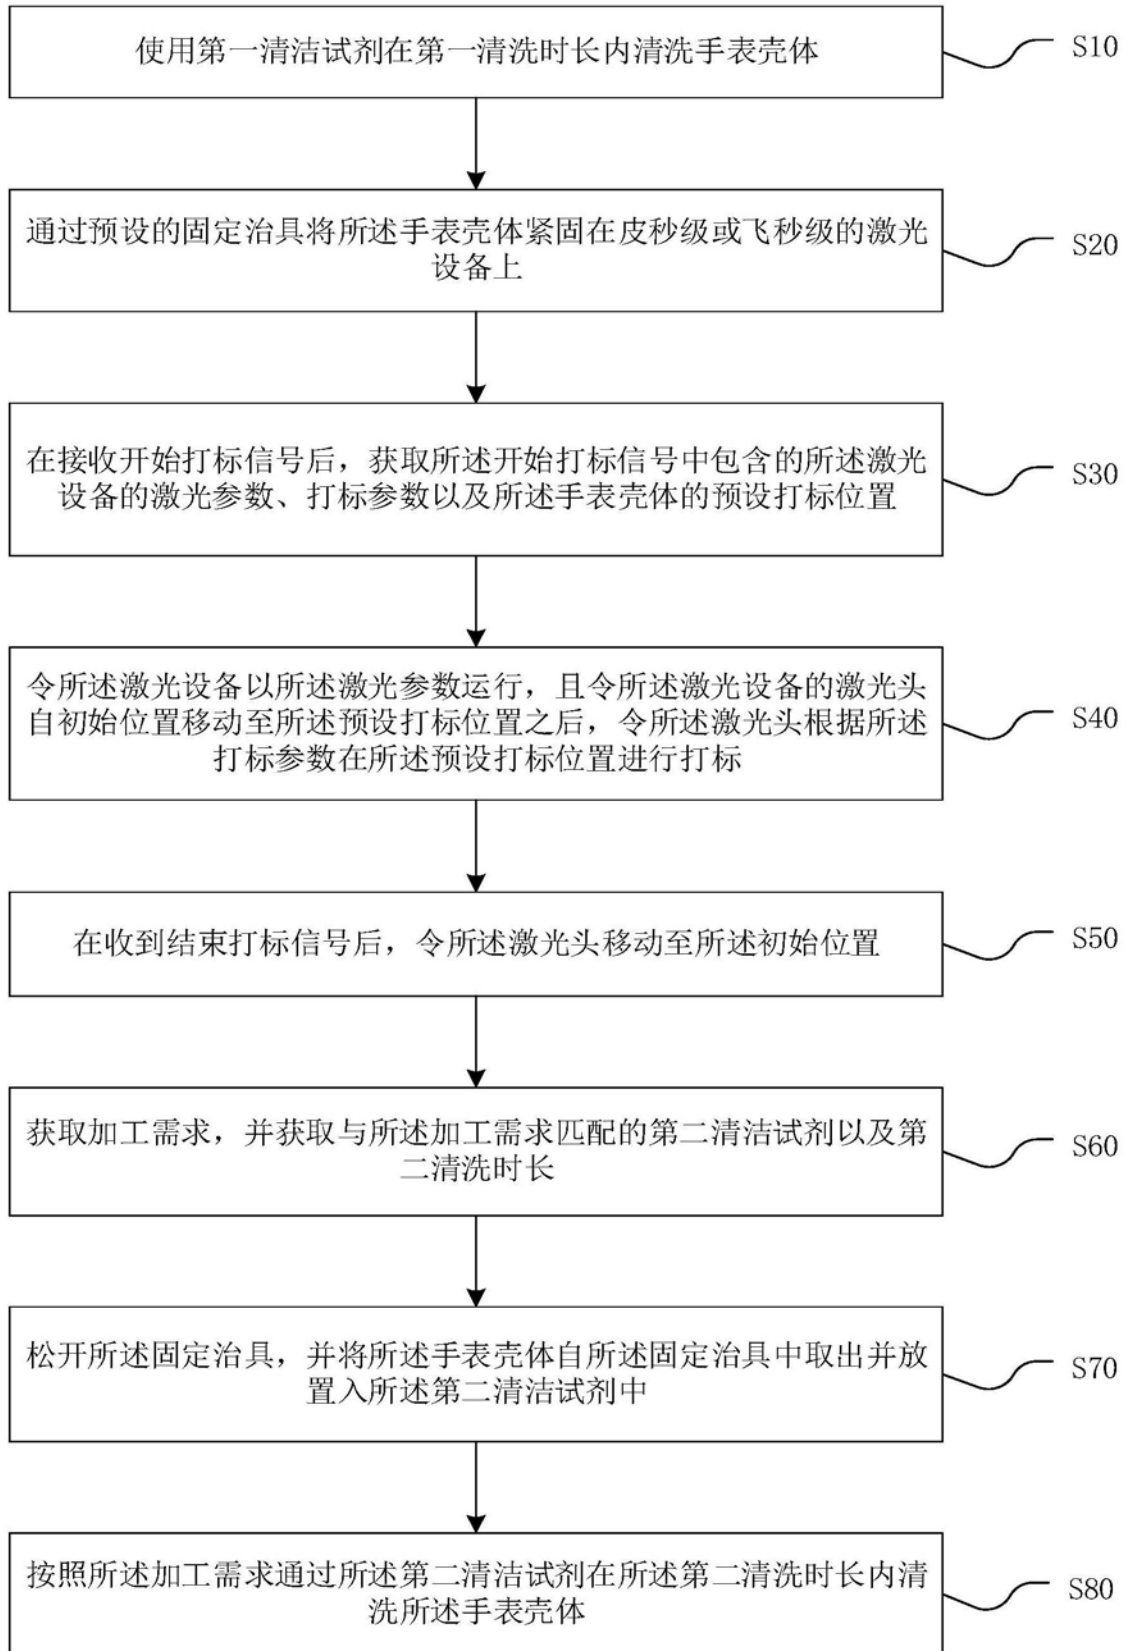 使用第一清洁试剂在第一清洗时长内清洗手表壳体
S10
通过预设的固定治具将所述手表壳体紧固在皮秒级或飞秒级的激光
设备上
S20
在接收开始打标信号后，获取所述开始打标信号中包含的所述激光
设备的激光参数、打标参数以及所述手表壳体的预设打标位置
S30
令所述激光设备以所述激光参数运行，且令所述激光设备的激光头
自初始位置移动至所述预设打标位置之后，令所述激光头根据所述
打标参数在所述预设打标位置进行打标
S40
在收到结束打标信号后，令所述激光头移动至所述初始位置
S50
获取加工需求，并获取与所述加工需求匹配的第二清洁试剂以及第
二清洗时长
S60
松开所述固定治具，并将所述手表壳体自所述固定治具中取出并放
置入所述第二清洁试剂中
S70
按照所述加工需求通过所述第二清洁试剂在所述第二清洗时长内清
洗所述手表壳体
S80